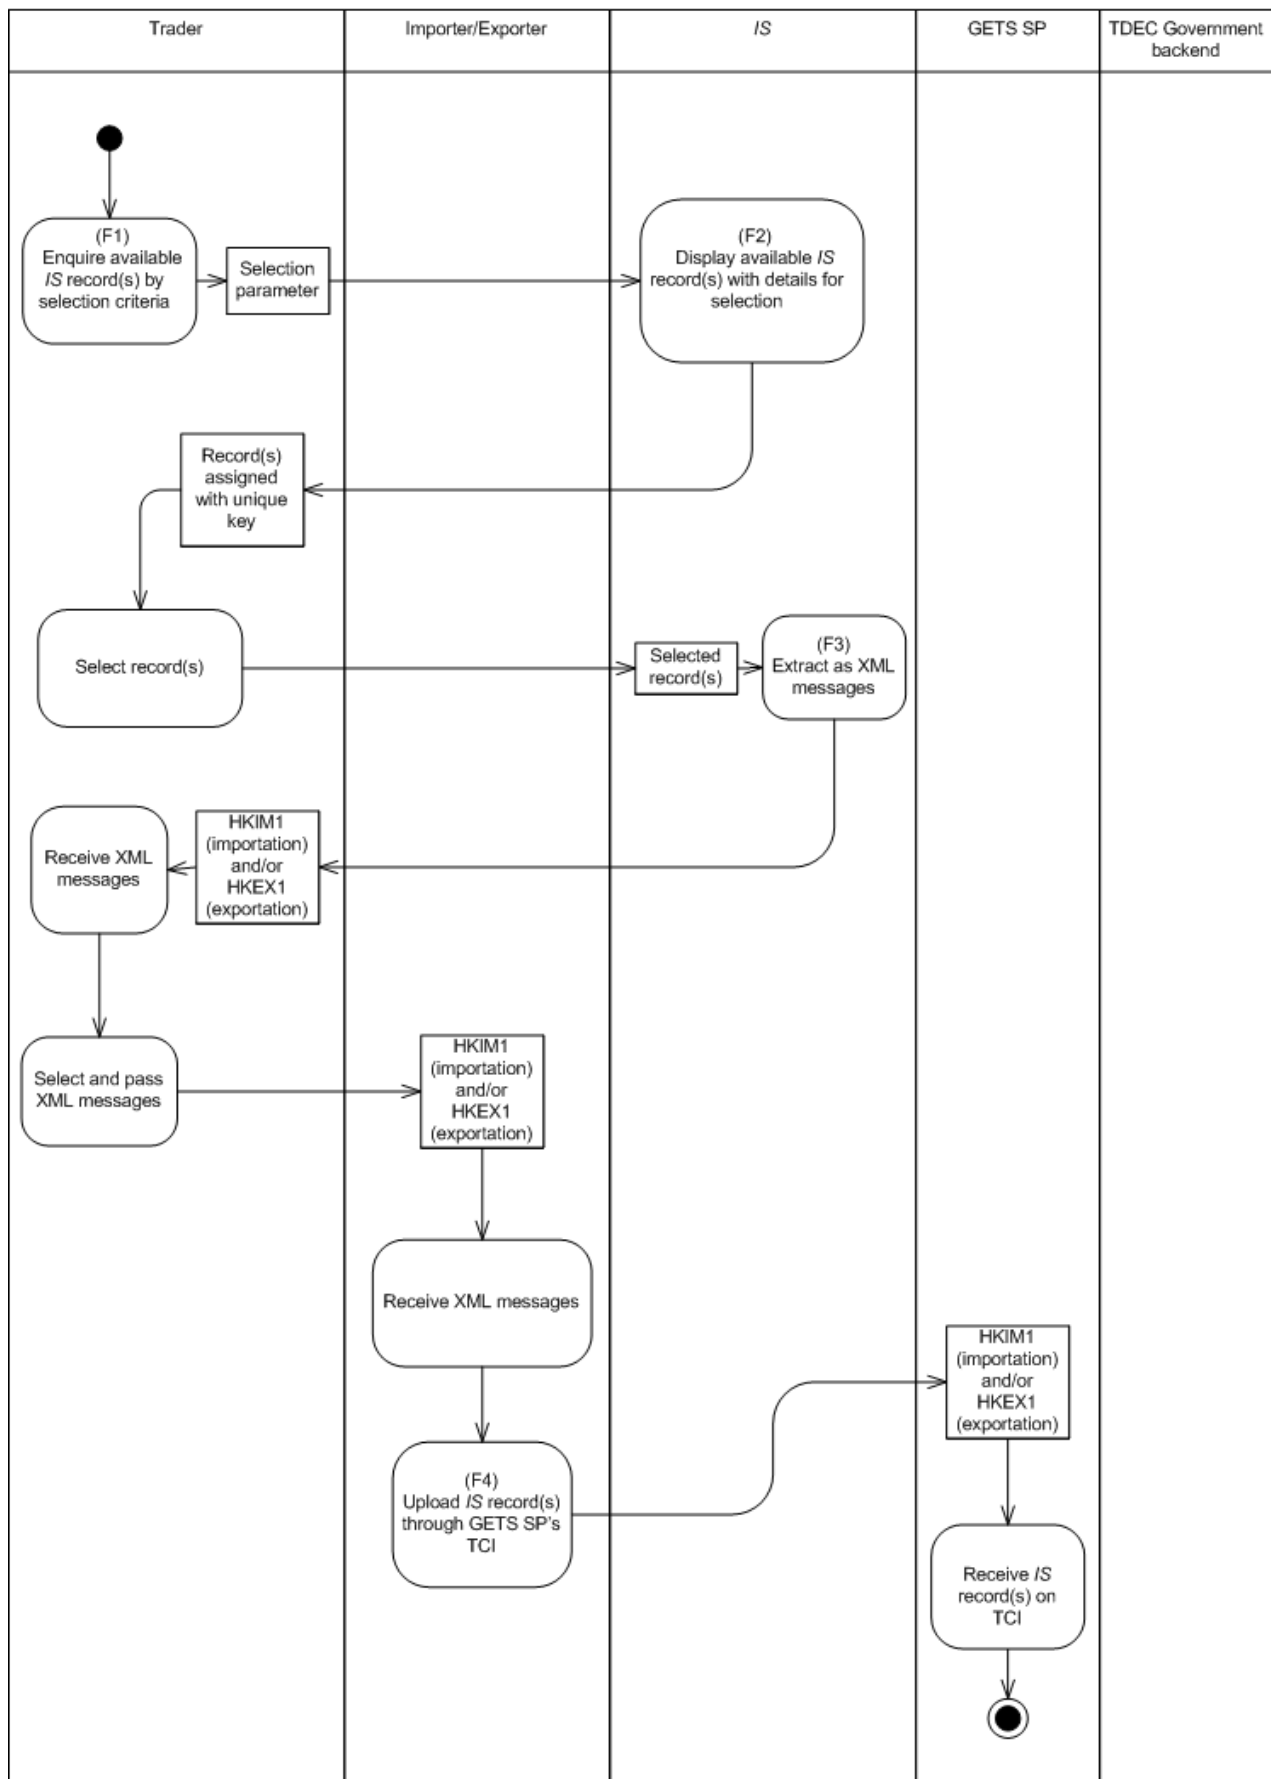 Trader
Importer/Exporter
IS
GETS SP
TDEC Government
backend
(F1)
Enquire available
IS record(s) by
selection criteria
Selection
parameter
(F2)
Display available IS
record(s) with details for
selection
Record(s)
assigned
with unique
key
Select record(s)
Selected
record(s)
(F3)
Extract as XML
messages
Receive XML
messages
HKIM1
(importation)
and/or
HKEX1
(exportation)
Select and pass
XML messages
HKIM1
(importation)
and/or
HKEX1
(exportation)
Receive XML messages
HKIM1
(importation)
and/or
HKEX1
(exportation)
(F4)
Upload IS record(s)
through GETS SP's
TCI
Receive IS
record(s) on
TCI